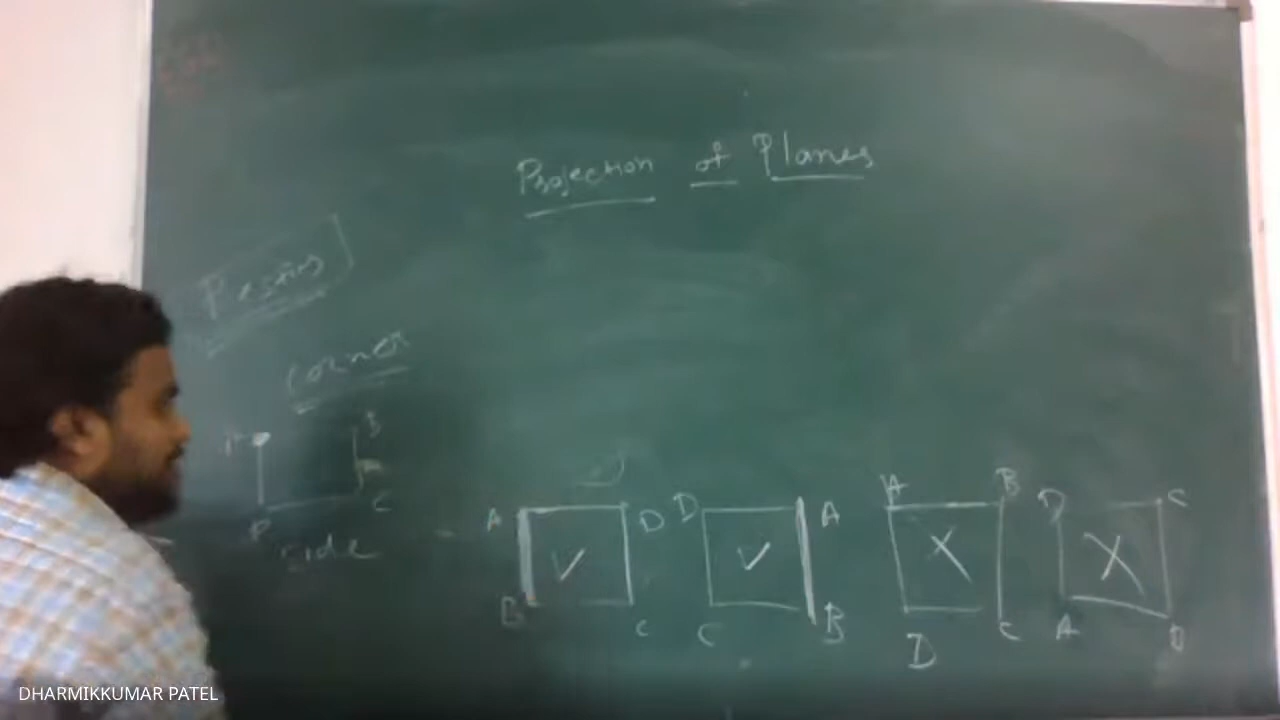 Projection of Planes
Resting
corner
B
C
side
A D D A A B D C
B C C B D C A B
DHARMIKKUMAR PATEL